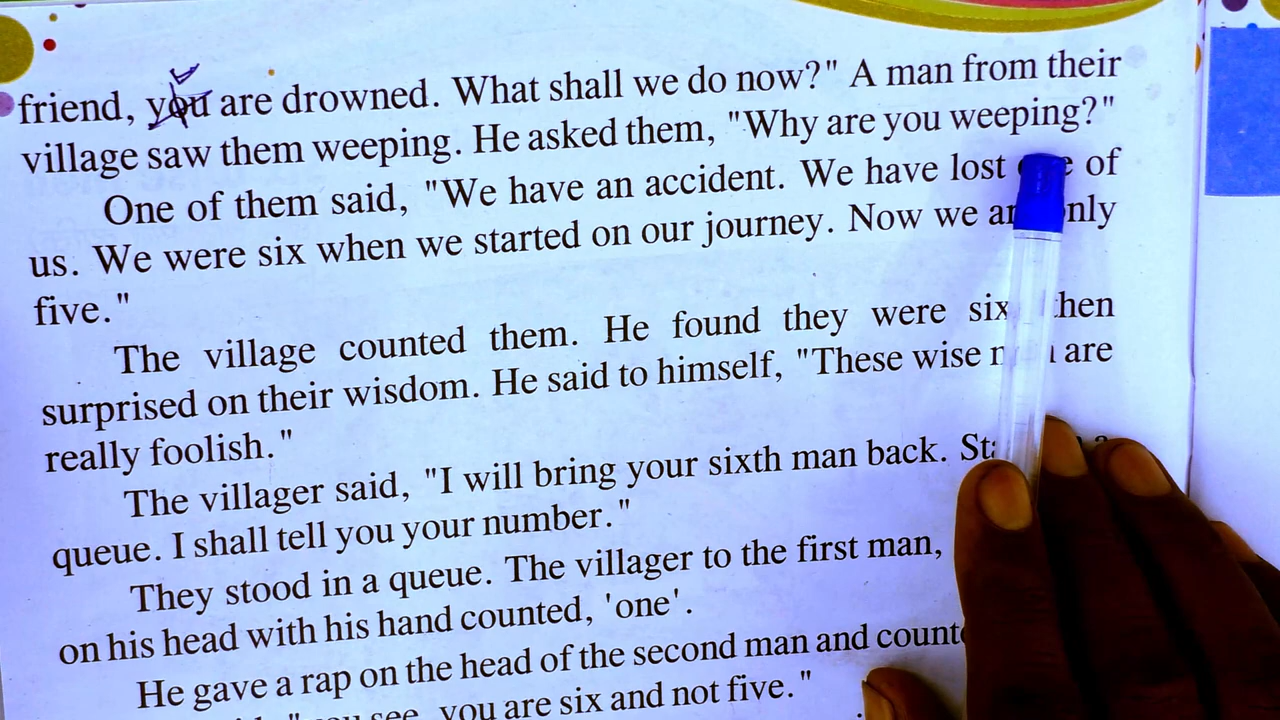 friend, you are drowned. What shall we do now?" A man from their
village saw them weeping. He asked them, "Why are you weeping?"
One of them said, "We have an accident. We have lost of
us. We were six when we started on our journey. Now we only
five."
The village counted them. He found they were six then
surprised on their wisdom. He said to himself, "These wise are
really foolish."
The villager said, "I will bring your sixth man back.
queue. I shall tell you your number."
They stood in a queue. The villager to the first man,
on his head with his hand counted, 'one'.
He gave a rap on the head of the second man and
"you see, you are six and not five."